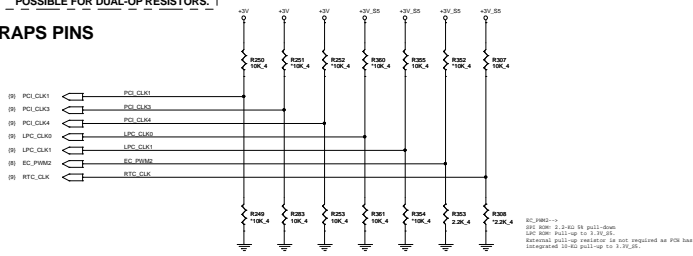 POSSIBLE FOR DUAL-OP RESISTORS.
RAPS PINS
+3V +3V +3V +3V_S5 +3V_S5 +3V_S5 +3V_S5
R250 10K_4
R251 *10K_4
R252 *10K_4
R360 *10K_4
R355 10K_4
R352 *10K_4
R307 10K_4
(9) PCI_CLK1 PCI_CLK1
(9) PCI_CLK3 PCI_CLK3
(9) PCI_CLK4 PCI_CLK4
(9) LPC_CLK0 LPC_CLK0
(9) LPC_CLK1 LPC_CLK1
(8) EC_PWM2 EC_PWM2
(9) RTC_CLK RTC_CLK
R249 *10K_4
R283 10K_4
R253 10K_4
R361 10K_4
R354 *10K_4
R353 2.2K_4
R308 *2.2K_4
EC_PWM2-->
SPI ROM: 2.2-KΩ 5% pull-down
LPC ROM: Pull-up to 3.3V_S5.
External pull-up resistor is not required as FCH has
integrated 10-KΩ pull-up to 3.3V_S5.